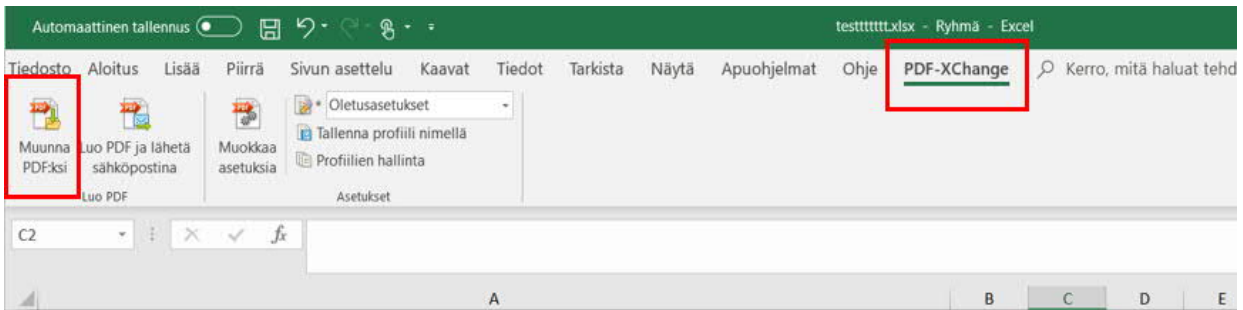 Automaattinen tallennus
testttttttt.xlsx - Ryhmä - Excel
Tiedosto Aloitus Lisää Piirrä Sivun asettelu Kaavat Tiedot Tarkista Näytä Apuohjelmat Ohje PDF-XChange Kerro, mitä haluat tehd
Muunna PDF:ksi
Luo PDF ja lähetä sähköpostina
Luo PDF
Muokkaa asetuksia
Oletusasetukset
Tallenna profiili nimellä
Profiilien hallinta
Asetukset
C2 fx
A B C D E